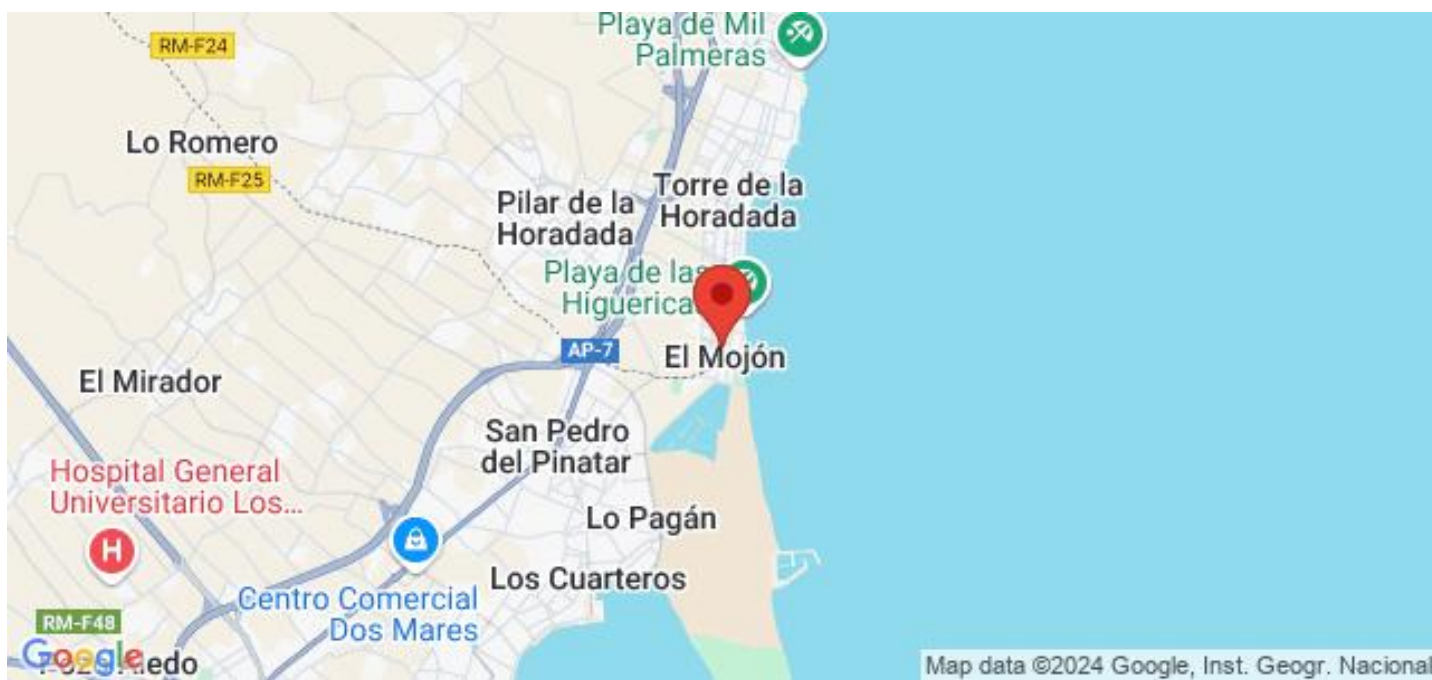 Playa de Mil
Palmeras
RM-F24
Lo Romero
RM-F25
Torre de la
Horadada
Pilar de la
Horadada
Playa de las
Higuerica
AP-7
El Mojón
El Mirador
San Pedro
del Pinatar
Hospital General
Universitario Los...
H
Lo Pagán
Los Cuarteros
Centro Comercial
Dos Mares
RM-F48
Google
Map data ©2024 Google, Inst. Geogr. Nacional